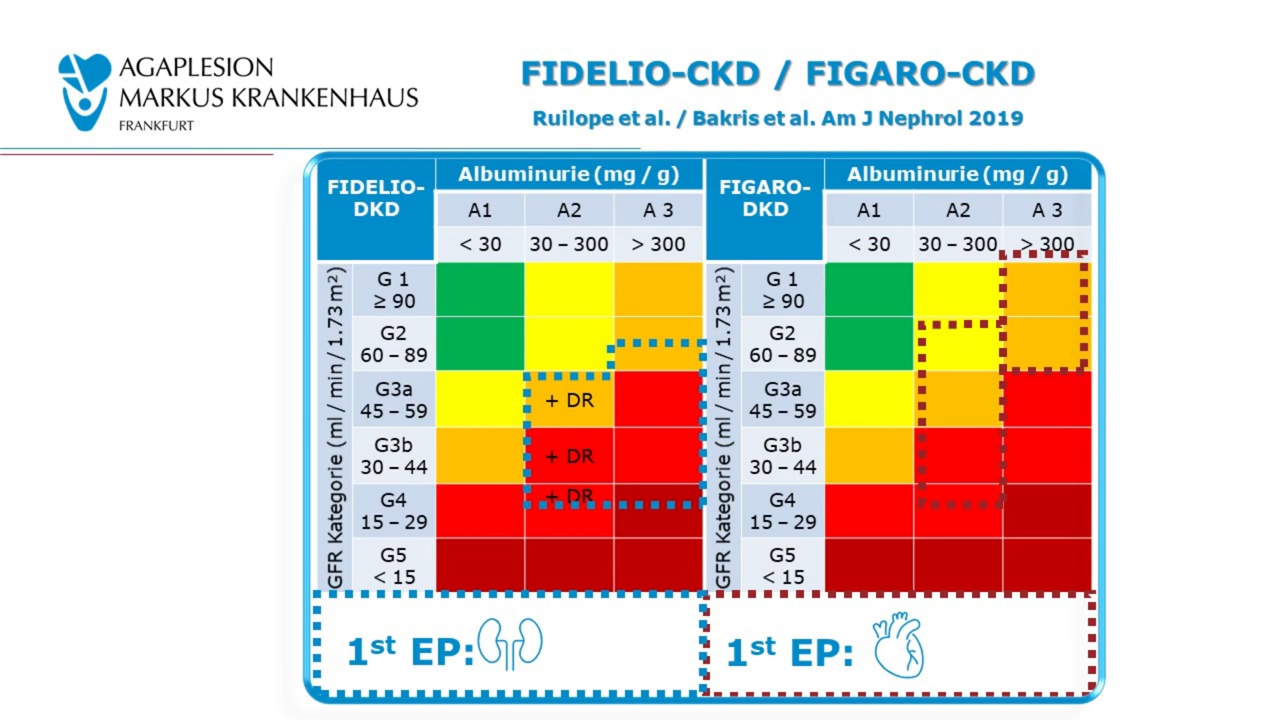 AGAPLESION
MARKUS KRANKENHAUS
FRANKFURT
FIDELIO-CKD / FIGARO-CKD
Ruilope et al. / Bakris et al. Am J Nephrol 2019
FIDELIO-
DKD
Albuminurie (mg / g)
A1
A2
A 3
< 30
30 – 300
> 300
GFR Kategorie (ml / min / 1.73 m²)
G 1
≥ 90
G2
60 – 89
G3a
45 – 59
+ DR
G3b
30 – 44
+ DR
G4
15 – 29
+ DR
G5
< 15
1st EP:
FIGARO-
DKD
Albuminurie (mg / g)
A1
A2
A 3
< 30
30 – 300
> 300
GFR Kategorie (ml / min / 1.73 m²)
G 1
≥ 90
G2
60 – 89
G3a
45 – 59
G3b
30 – 44
G4
15 – 29
G5
< 15
1st EP: